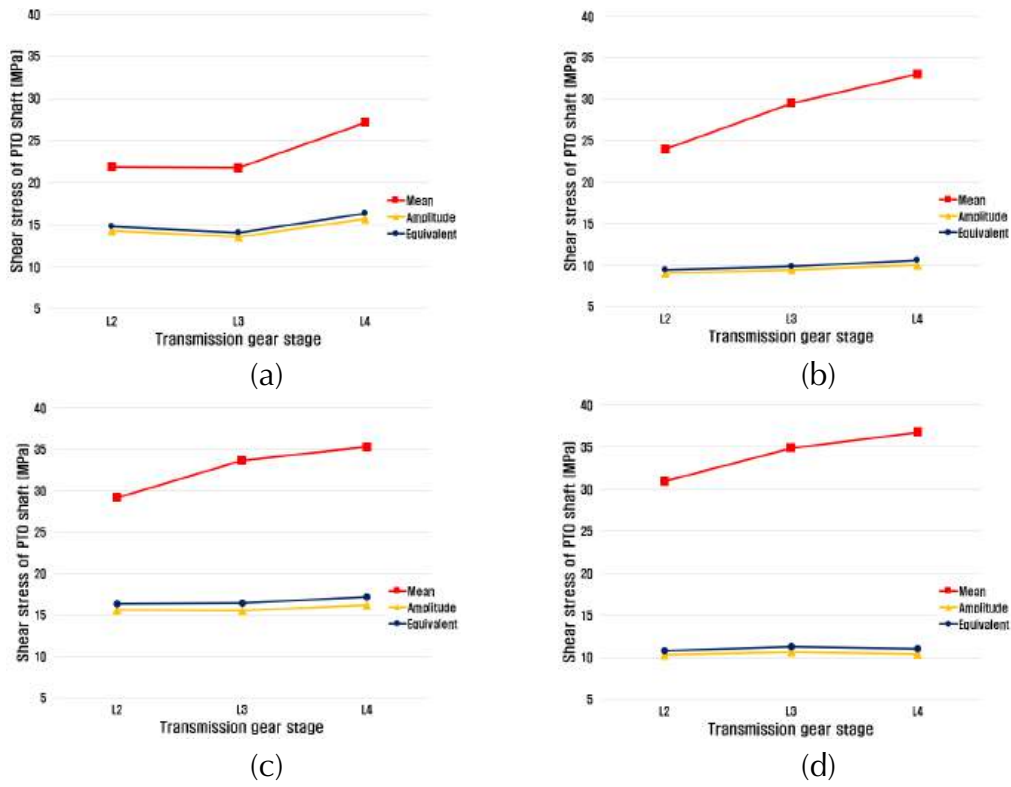 40
35
30
25
20
15
10
5
Shear stress of PTO shaft (MPa)
Mean
Amplitude
Equivalent
L2 L3 L4
Transmission gear stage
(a)
40
35
30
25
20
15
10
5
Shear stress of PTO shaft (MPa)
Mean
Amplitude
Equivalent
L2 L3 L4
Transmission gear stage
(b)
40
35
30
25
20
15
10
5
Shear stress of PTO shaft (MPa)
Mean
Amplitude
Equivalent
L2 L3 L4
Transmission gear stage
(c)
40
35
30
25
20
15
10
5
Shear stress of PTO shaft (MPa)
Mean
Amplitude
Equivalent
L2 L3 L4
Transmission gear stage
(d)